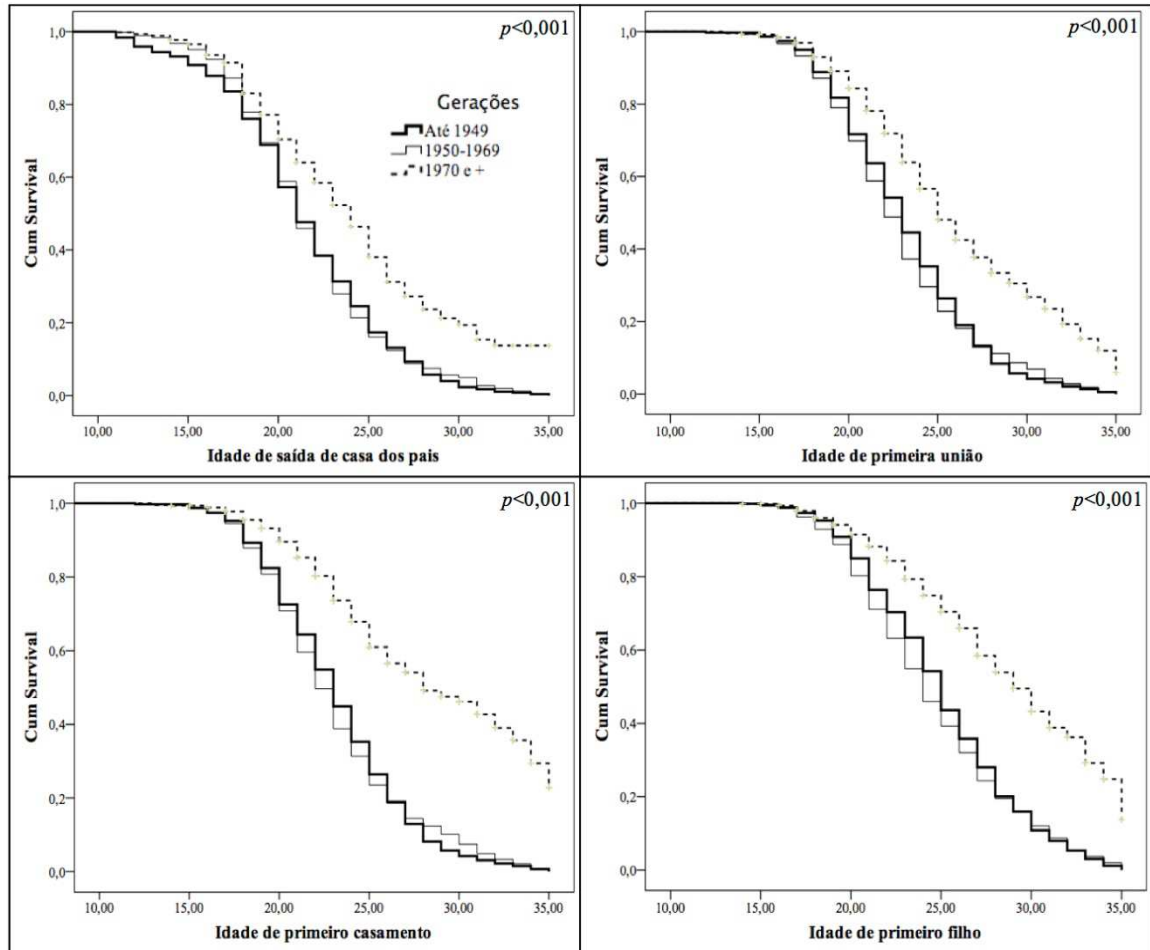 p<0,001
1,0
0,8
0,6
0,4
0,2
0,0
Cum Survival
Gerações
Até 1949
1950-1969
1970 e +
10,00 15,00 20,00 25,00 30,00 35,00
Idade de saída de casa dos pais
p<0,001
1,0
0,8
0,6
0,4
0,2
0,0
Cum Survival
10,00 15,00 20,00 25,00 30,00 35,00
Idade de primeira união
p<0,001
1,0
0,8
0,6
0,4
0,2
0,0
Cum Survival
10,00 15,00 20,00 25,00 30,00 35,00
Idade de primeiro casamento
p<0,001
1,0
0,8
0,6
0,4
0,2
0,0
Cum Survival
10,00 15,00 20,00 25,00 30,00 35,00
Idade de primeiro filho